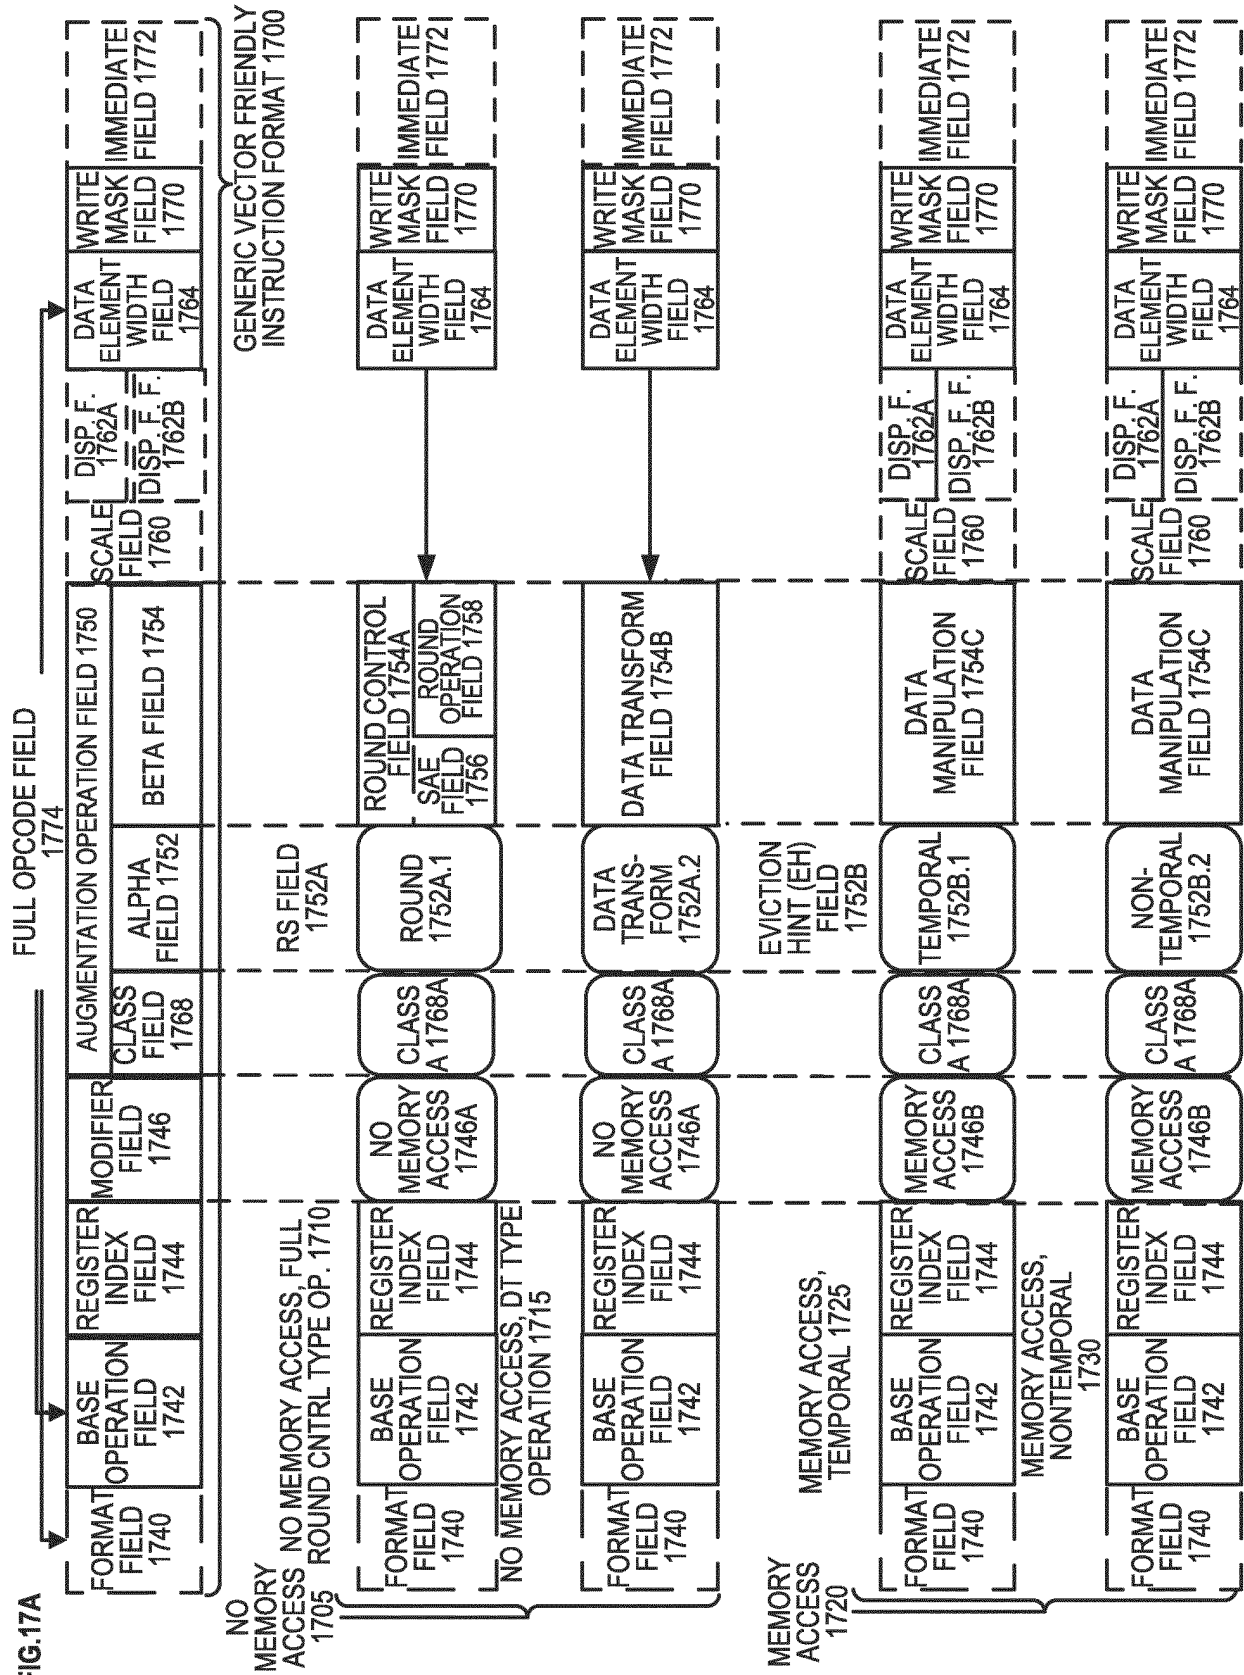 FIG.17A
FULL OPCODE FIELD
1774
FORMAT
FIELD
1740
BASE
OPERATION
FIELD
1742
REGISTER
INDEX
FIELD
1744
MODIFIER
FIELD
1746
AUGMENTATION OPERATION FIELD 1750
CLASS
FIELD
1768
ALPHA
FIELD 1752
BETA FIELD 1754
SCALE
FIELD
1760
DISP. F.
1762A
DISP. F. F.
1762B
DATA
ELEMENT
WIDTH
FIELD
1764
WRITE
MASK
FIELD
1770
IMMEDIATE
FIELD 1772
GENERIC VECTOR FRIENDLY
INSTRUCTION FORMAT 1700
NO
MEMORY
ACCESS
1705
NO MEMORY ACCESS, FULL
ROUND CNTRL TYPE OP. 1710
RS FIELD
1752A
FORMAT
FIELD
1740
BASE
OPERATION
FIELD
1742
REGISTER
INDEX
FIELD
1744
NO
MEMORY
ACCESS
1746A
CLASS
A 1768A
ROUND
1752A.1
ROUND CONTROL
FIELD 1754A
SAE
FIELD
1756
ROUND
OPERATION
FIELD 1758
DATA
ELEMENT
WIDTH
FIELD
1764
WRITE
MASK
FIELD
1770
IMMEDIATE
FIELD 1772
NO MEMORY ACCESS, DT TYPE
OPERATION 1715
FORMAT
FIELD
1740
BASE
OPERATION
FIELD
1742
REGISTER
INDEX
FIELD
1744
NO
MEMORY
ACCESS
1746A
CLASS
A 1768A
DATA
TRANS-
FORM
1752A.2
DATA TRANSFORM
FIELD 1754B
DATA
ELEMENT
WIDTH
FIELD
1764
WRITE
MASK
FIELD
1770
IMMEDIATE
FIELD 1772
MEMORY
ACCESS
1720
MEMORY ACCESS,
TEMPORAL 1725
EVICTION
HINT (EH)
FIELD
1752B
FORMAT
FIELD
1740
BASE
OPERATION
FIELD
1742
REGISTER
INDEX
FIELD
1744
MEMORY
ACCESS
1746B
CLASS
A 1768A
TEMPORAL
1752B.1
DATA
MANIPULATION
FIELD 1754C
SCALE
FIELD
1760
DISP. F.
1762A
DISP. F. F.
1762B
DATA
ELEMENT
WIDTH
FIELD
1764
WRITE
MASK
FIELD
1770
IMMEDIATE
FIELD 1772
MEMORY ACCESS,
NONTEMPORAL
1730
FORMAT
FIELD
1740
BASE
OPERATION
FIELD
1742
REGISTER
INDEX
FIELD
1744
MEMORY
ACCESS
1746B
CLASS
A 1768A
NON-
TEMPORAL
1752B.2
DATA
MANIPULATION
FIELD 1754C
SCALE
FIELD
1760
DISP. F.
1762A
DISP. F. F.
1762B
DATA
ELEMENT
WIDTH
FIELD
1764
WRITE
MASK
FIELD
1770
IMMEDIATE
FIELD 1772